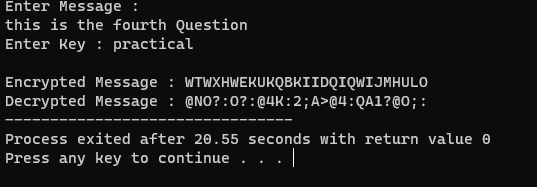 Enter Message :
this is the fourth Question
Enter Key : practical
Encrypted Message : WTWXHWEKUKQBKIIDQIQWIJMHULO
Decrypted Message : @NO?:O?:@4K:2;A>@4:QA1?@O;:
--------------------------------
Process exited after 20.55 seconds with return value 0
Press any key to continue . . .